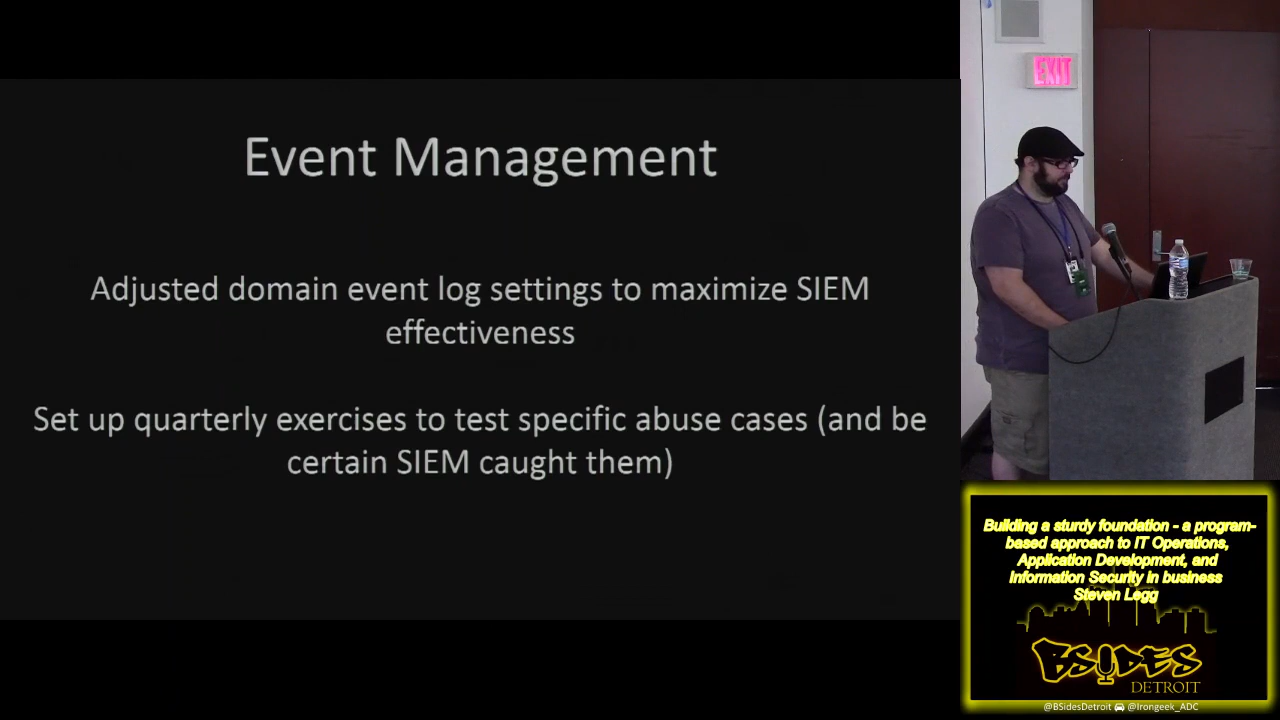 Event Management
Adjusted domain event log settings to maximize SIEM
effectiveness
Set up quarterly exercises to test specific abuse cases (and be
certain SIEM caught them)
EXIT
Building a sturdy foundation - a program-
based approach to IT Operations,
Application Development, and
Information Security in business
Steven Legg
BSIDES
DETROIT
@BSidesDetroit @Irongeek_ADC